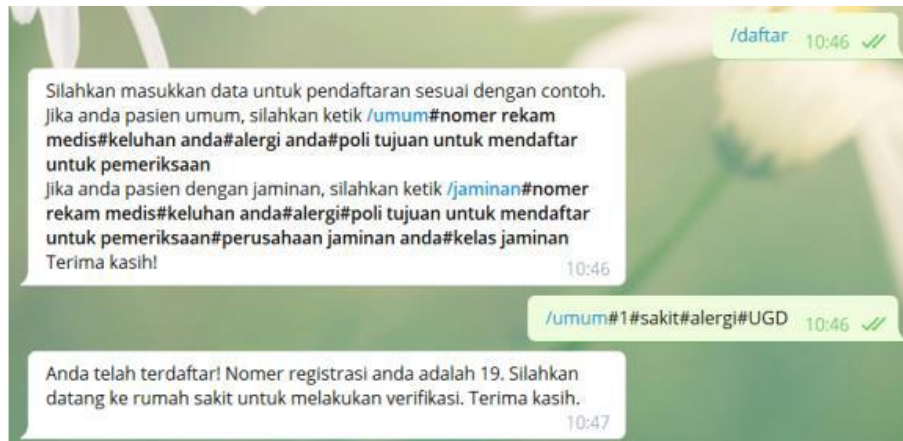 /daftar 10:46
Silahkan masukkan data untuk pendaftaran sesuai dengan contoh.
Jika anda pasien umum, silahkan ketik /umum#nomer rekam
medis#keluhan anda#alergi anda#poli tujuan untuk mendaftar
untuk pemeriksaan
Jika anda pasien dengan jaminan, silahkan ketik /jaminan#nomer
rekam medis#keluhan anda#alergi#poli tujuan untuk mendaftar
untuk pemeriksaan#perusahaan jaminan anda#kelas jaminan
Terima kasih!
10:46
/umum#1#sakit#alergi#UGD 10:46
Anda telah terdaftar! Nomer registrasi anda adalah 19. Silahkan
datang ke rumah sakit untuk melakukan verifikasi. Terima kasih.
10:47